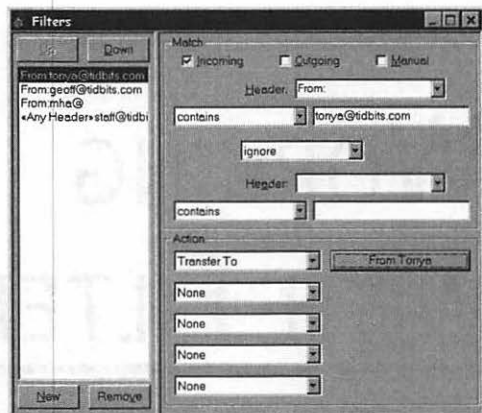 Filters
Up Down
From:tonya@tidbits.com
From:geoff@tidbits.com
From:mha@
«Any Header»staff@tidbi
New Remove
Match
Incoming Outgoing Manual
Header: From:
contains tonya@tidbits.com
ignore
Header:
contains
Action
Transfer To From Tonya
None
None
None
None